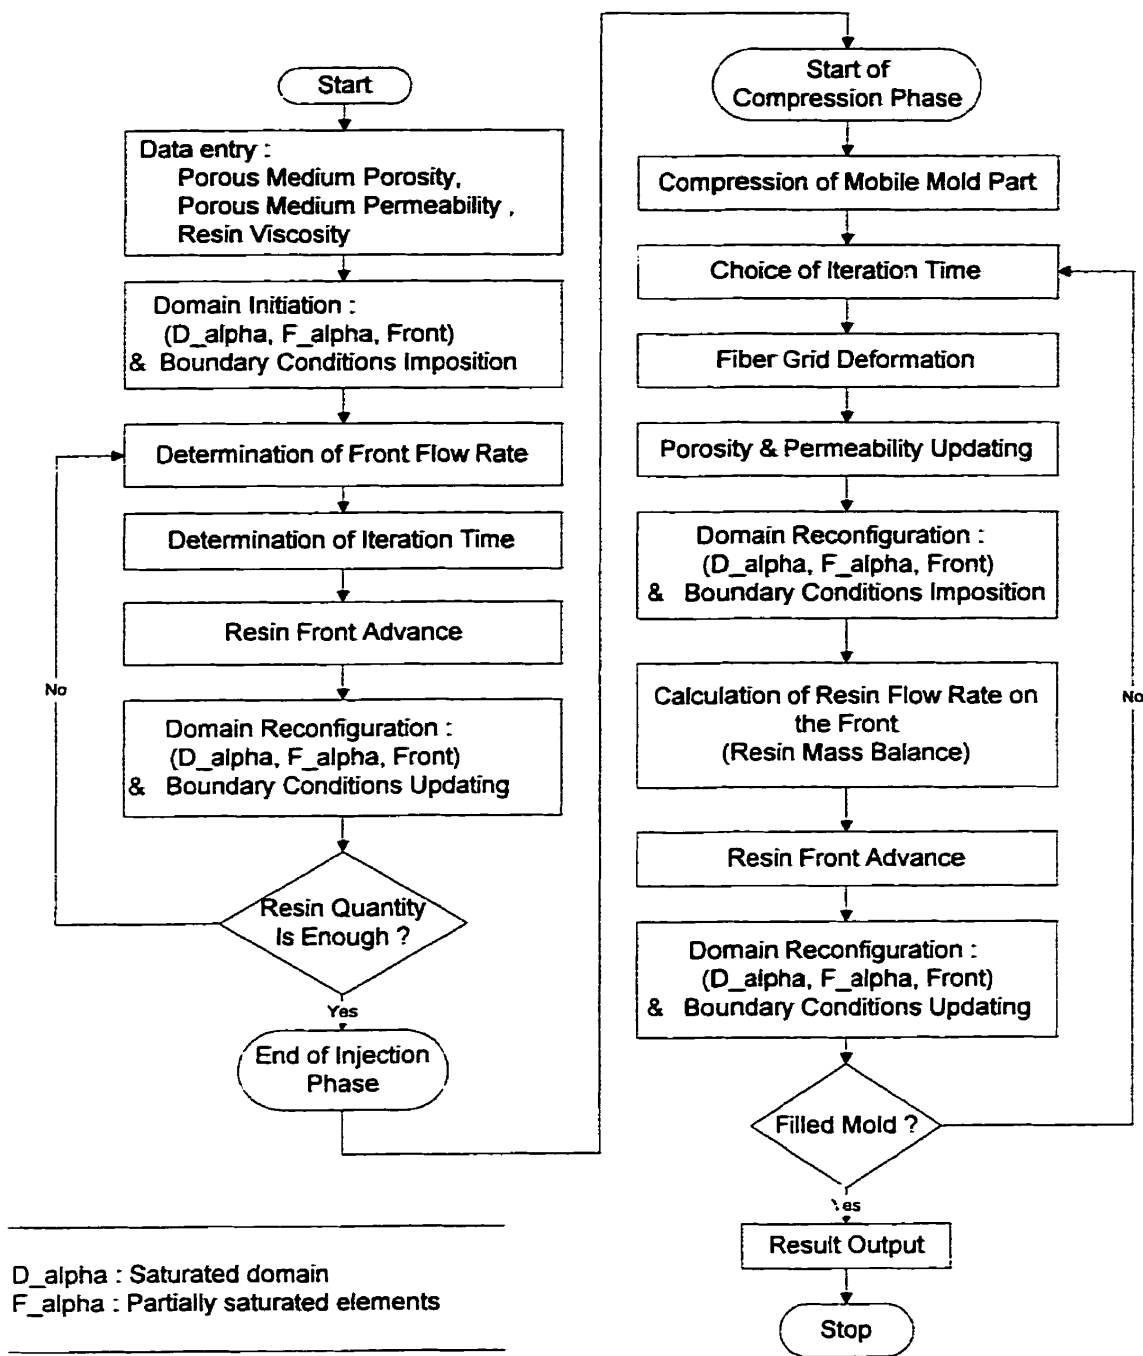 Start
Data entry :
Porous Medium Porosity,
Porous Medium Permeability ,
Resin Viscosity
Domain Initiation :
(D_alpha, F_alpha, Front)
& Boundary Conditions Imposition
Determination of Front Flow Rate
Determination of Iteration Time
Resin Front Advance
No
Domain Reconfiguration :
(D_alpha, F_alpha, Front)
& Boundary Conditions Updating
Resin Quantity
Is Enough ?
Yes
End of Injection
Phase
Start of
Compression Phase
Compression of Mobile Mold Part
Choice of Iteration Time
Fiber Grid Deformation
Porosity & Permeability Updating
Domain Reconfiguration :
(D_alpha, F_alpha, Front)
& Boundary Conditions Imposition
Calculation of Resin Flow Rate on
the Front
(Resin Mass Balance)
No
Resin Front Advance
Domain Reconfiguration :
(D_alpha, F_alpha, Front)
& Boundary Conditions Updating
Filled Mold ?
Yes
Result Output
Stop
D_alpha : Saturated domain
F_alpha : Partially saturated elements